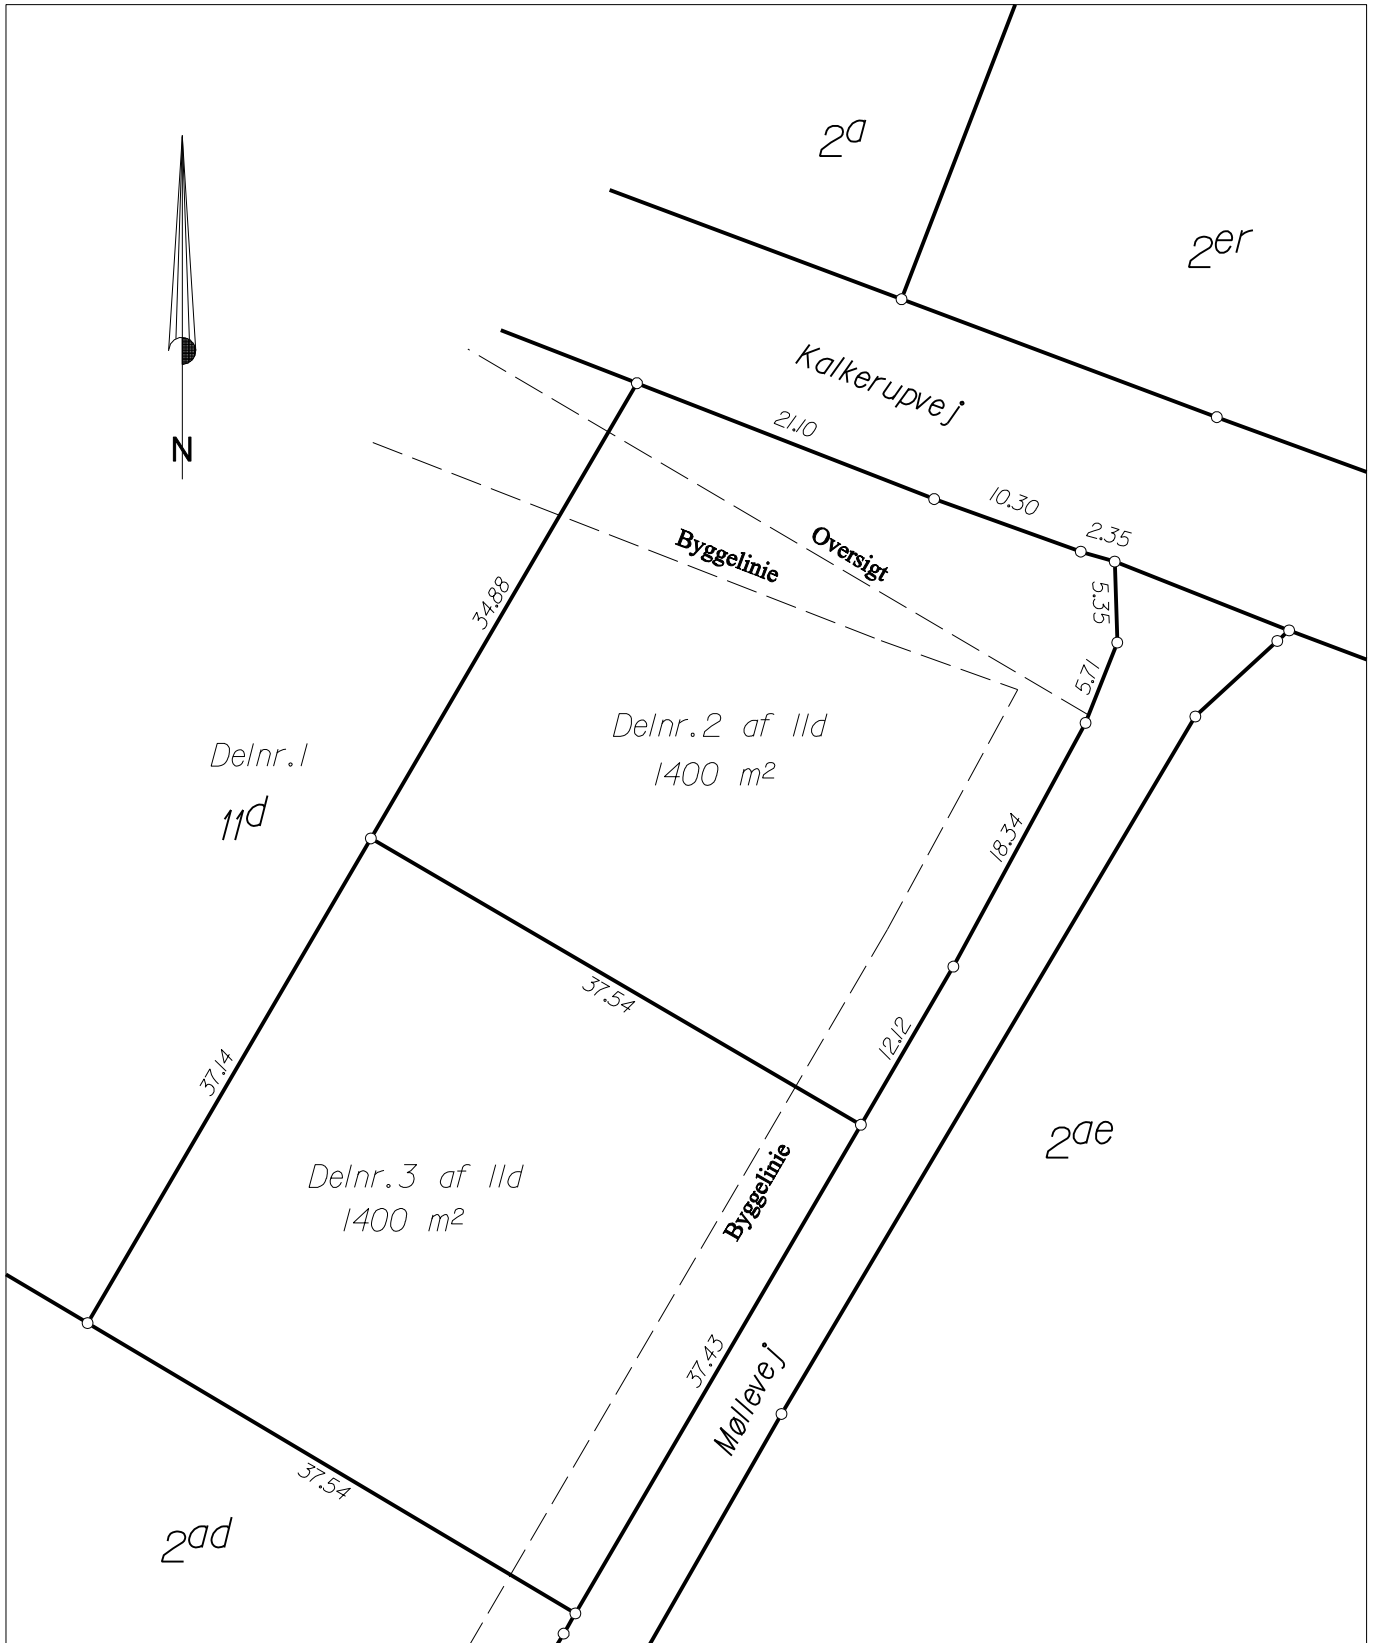 2a
2er
N
Kalkerupvej
21.10
10.30
2.35
Oversigt
Byggelinie
5.35
34.88
5.71
Delnr.2 af 11d
1400 m²
Delnr.1
11d
18.34
37.54
12.12
37.14
2ae
Delnr.3 af 11d
1400 m²
Byggelinie
37.43
Møllevej
37.54
2ad